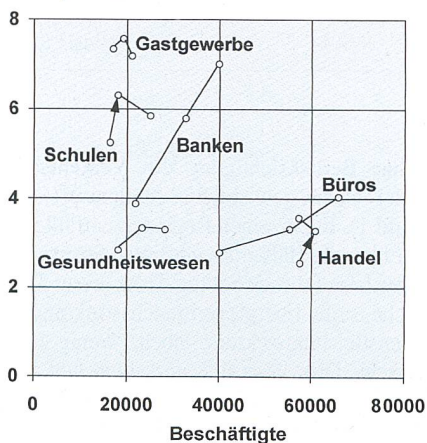 8
Gastgewerbe
6
Schulen
Banken
4
Büros
Gesundheitswesen
Handel
2
0
0 20000 40000 60000 80000
Beschäftigte